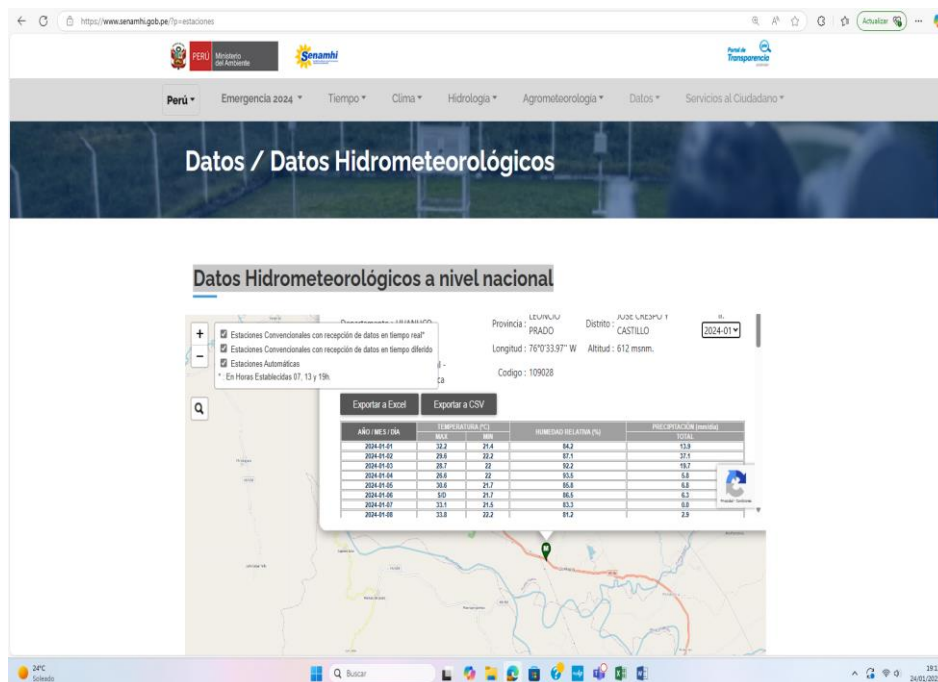 https://www.senamhi.gob.pe/?p=estaciones
Actualizar
PERÚ Ministerio del Ambiente
Senamhi
Portal de Transparencia
Perú Emergencia 2024 Tiempo Clima Hidrología Agrometeorología Datos Servicios al Ciudadano
Datos / Datos Hidrometeorológicos
Datos Hidrometeorológicos a nivel nacional
+
−
Estaciones Convencionales con recepción de datos en tiempo real*
Estaciones Convencionales con recepción de datos en tiempo diferido
Estaciones Automáticas
* : En Horas Establecidas 07, 13 y 19h.
Provincia : LEONCIO PRADO Distrito : JOSE CRESPO Y CASTILLO
2024-01
Longitud : 76°0'33.97" W Altitud : 612 msnm.
Codigo : 109028
Exportar a Excel Exportar a CSV
AÑO / MES / DÍA TEMPERATURA (°C) HUMEDAD RELATIVA (%) PRECIPITACIÓN (mm/día)
MAX MIN TOTAL
2024-01-01 32.2 21.4 84.2 13.9
2024-01-02 29.6 22.2 87.1 37.1
2024-01-03 28.7 22 92.2 19.7
2024-01-04 26.6 22 93.5 5.8
2024-01-05 30.6 21.7 85.8 6.8
2024-01-06 S/D 21.7 86.5 6.3
2024-01-07 33.1 21.5 83.3 0.0
2024-01-08 33.8 22.2 81.2 2.9
M
24°C
Soleado
Buscar